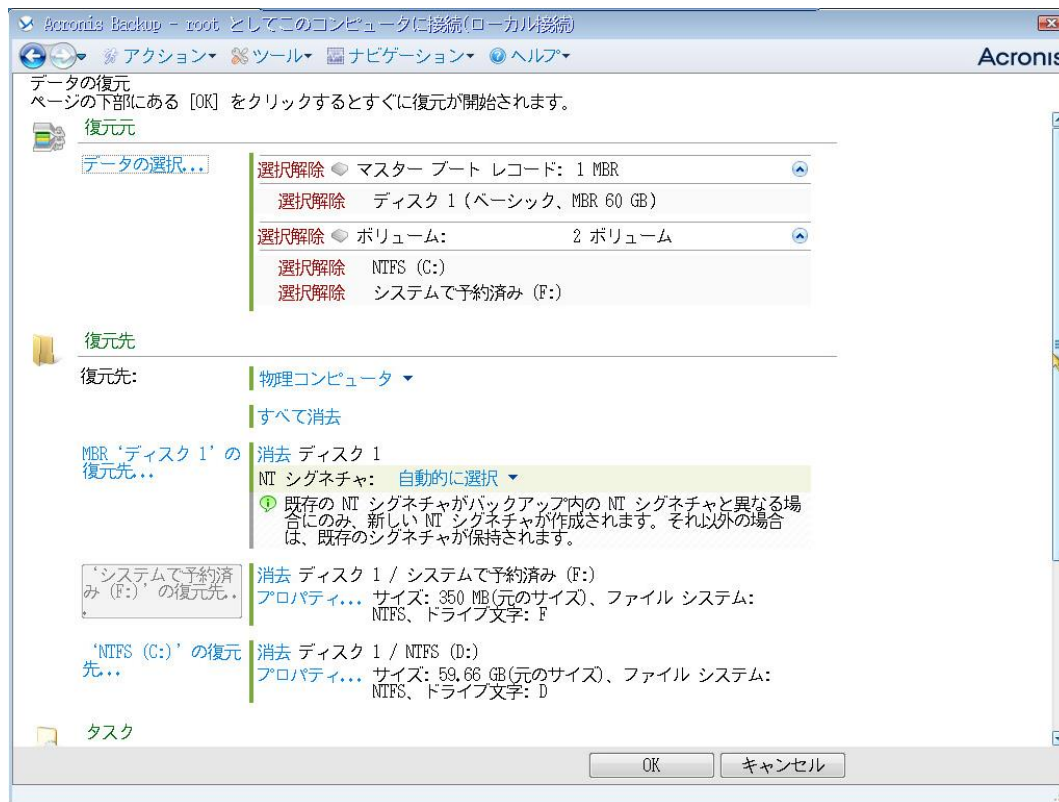 Acronis Backup - root としてこのコンピュータに接続(ローカル接続)
アクション ツール ナビゲーション ヘルプ Acronis
データの復元
ページの下部にある [OK] をクリックするとすぐに復元が開始されます。
復元元
データの選択...
選択解除 マスター ブート レコード: 1 MBR
選択解除 ディスク 1 (ベーシック、MBR 60 GB)
選択解除 ボリューム: 2 ボリューム
選択解除 NTFS (C:)
選択解除 システムで予約済み (F:)
復元先
復元先: 物理コンピュータ
すべて消去
MBR ‘ディスク 1’ の
復元先...
消去 ディスク 1
NT シグネチャ: 自動的に選択
既存の NT シグネチャがバックアップ内の NT シグネチャと異なる場
合にのみ、新しい NT シグネチャが作成されます。それ以外の場合
は、既存のシグネチャが保持されます。
‘システムで予約済
み (F:)’ の復元先..
.
消去 ディスク 1 / システムで予約済み (F:)
プロパティ... サイズ: 350 MB(元のサイズ)、ファイル システム:
NTFS、ドライブ文字: F
‘NTFS (C:)’ の復元
先...
消去 ディスク 1 / NTFS (D:)
プロパティ... サイズ: 59.66 GB(元のサイズ)、ファイル システム:
NTFS、ドライブ文字: D
タスク
OK キャンセル